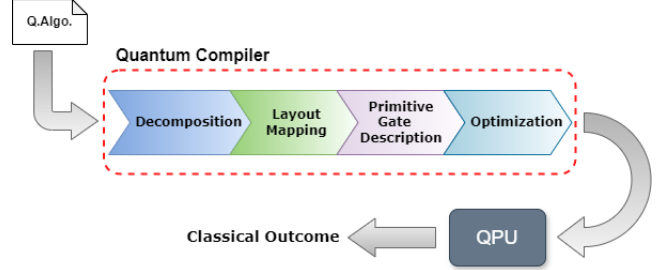 Q.Algo.
Quantum Compiler
Decomposition
Layout
Mapping
Primitive
Gate
Description
Optimization
Classical Outcome
QPU